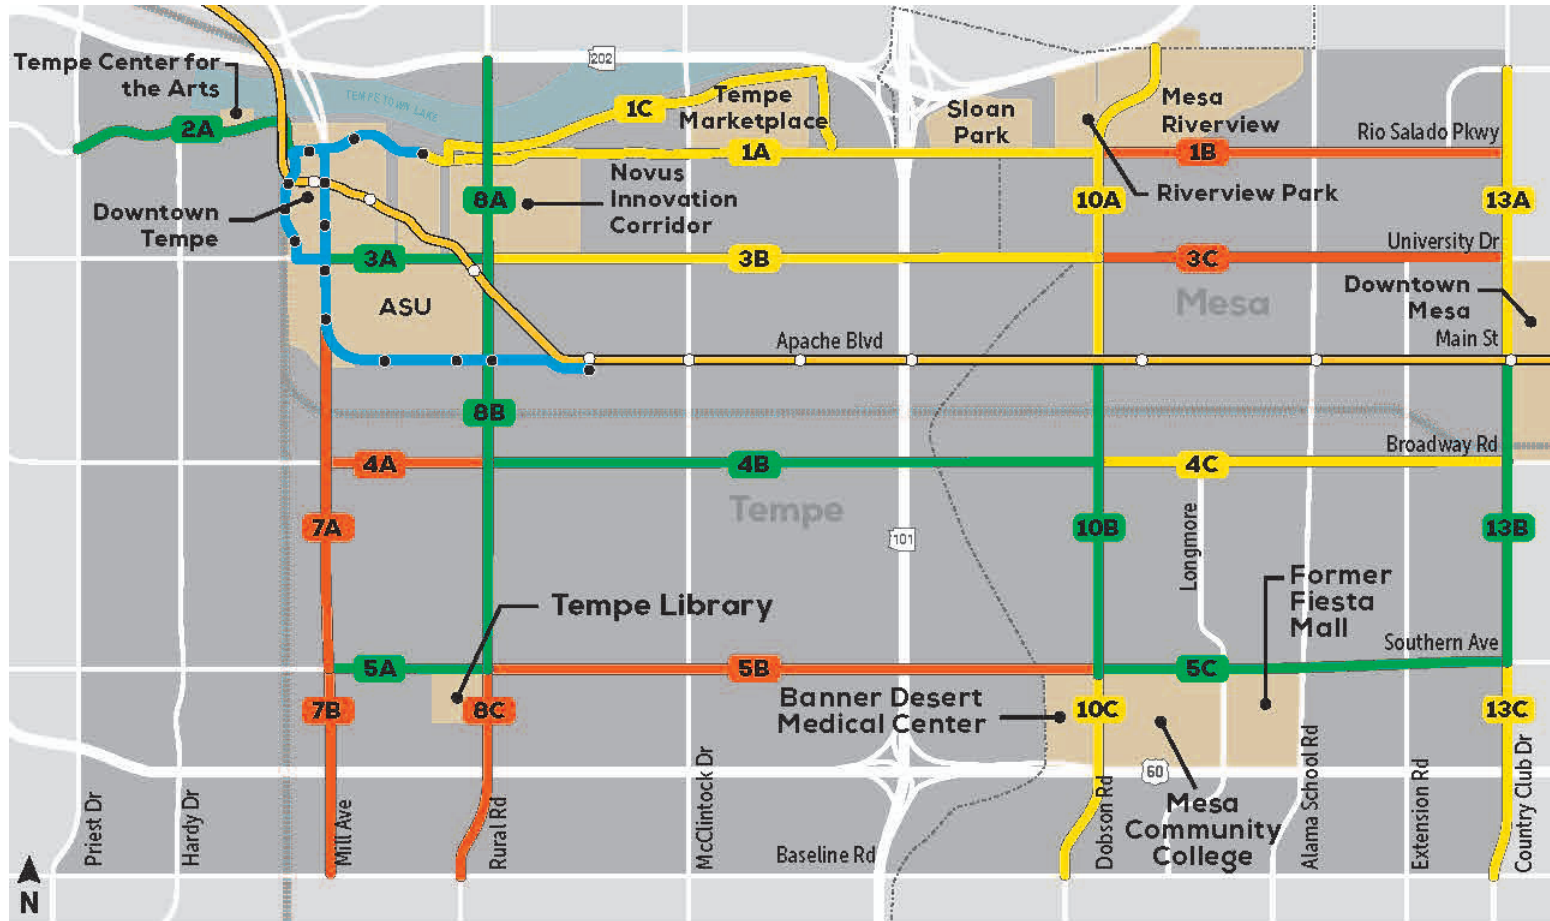 202
Tempe Center for
the Arts
TEMPE TOWN LAKE
2A
1C
Tempe
Marketplace
Sloan
Park
Mesa
Riverview
Rio Salado Pkwy
1A
1B
Novus
Innovation
Corridor
8A
10A
Riverview Park
13A
Downtown
Tempe
University Dr
3A
3B
3C
Downtown
Mesa
ASU
Mesa
Apache Blvd
Main St
8B
Broadway Rd
4A
4B
4C
Tempe
7A
101
10B
Longmore
13B
Former
Fiesta
Mall
Tempe Library
Southern Ave
5A
5B
5C
7B
8C
Banner Desert
Medical Center
10C
13C
60
Mesa
Community
College
Priest Dr
Hardy Dr
Mill Ave
Rural Rd
McClintock Dr
Baseline Rd
Dobson Rd
Alama School Rd
Extension Rd
Country Club Dr
N